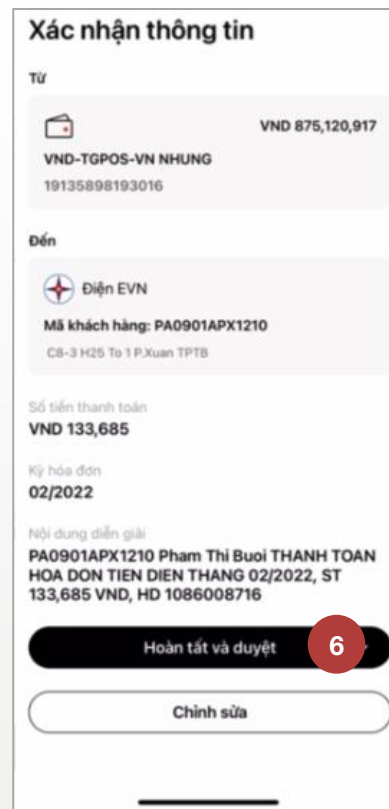 Xác nhận thông tin
Từ
VND 875,120,917
VND-TGPOS-VN NHUNG
19135898193016
Đến
Điện EVN
Mã khách hàng: PA0901APX1210
C8-3 H25 To 1 P.Xuan TPTB
Số tiền thanh toán
VND 133,685
Kỳ hóa đơn
02/2022
Nội dung diễn giải
PA0901APX1210 Pham Thi Buoi THANH TOAN
HOA DON TIEN DIEN THANG 02/2022, ST
133,685 VND, HD 1086008716
Hoàn tất và duyệt 6
Chỉnh sửa